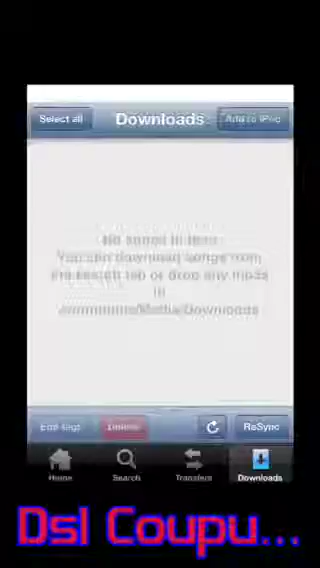 Select all
Downloads
Add to iPod
No songs in here
You can download songs from
the search tab or drop any mp3s
in
Edit tags
Delete
ReSync
Home
Search
Transfers
Downloads
Dsl Coupu...